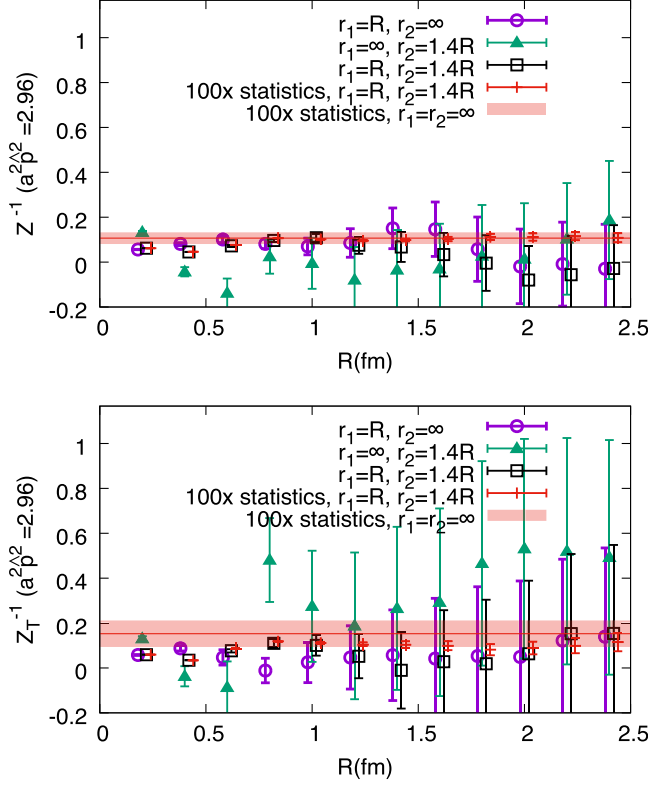 r₁=R, r₂=∞
r₁=∞, r₂=1.4R
r₁=R, r₂=1.4R
100x statistics, r₁=R, r₂=1.4R
100x statistics, r₁=r₂=∞
Z⁻¹ (a²p̂²=2.96)
1
0.8
0.6
0.4
0.2
0
-0.2
0 0.5 1 1.5 2 2.5
R(fm)
r₁=R, r₂=∞
r₁=∞, r₂=1.4R
r₁=R, r₂=1.4R
100x statistics, r₁=R, r₂=1.4R
100x statistics, r₁=r₂=∞
Z_T⁻¹ (a²p̂²=2.96)
1
0.8
0.6
0.4
0.2
0
-0.2
0 0.5 1 1.5 2 2.5
R(fm)